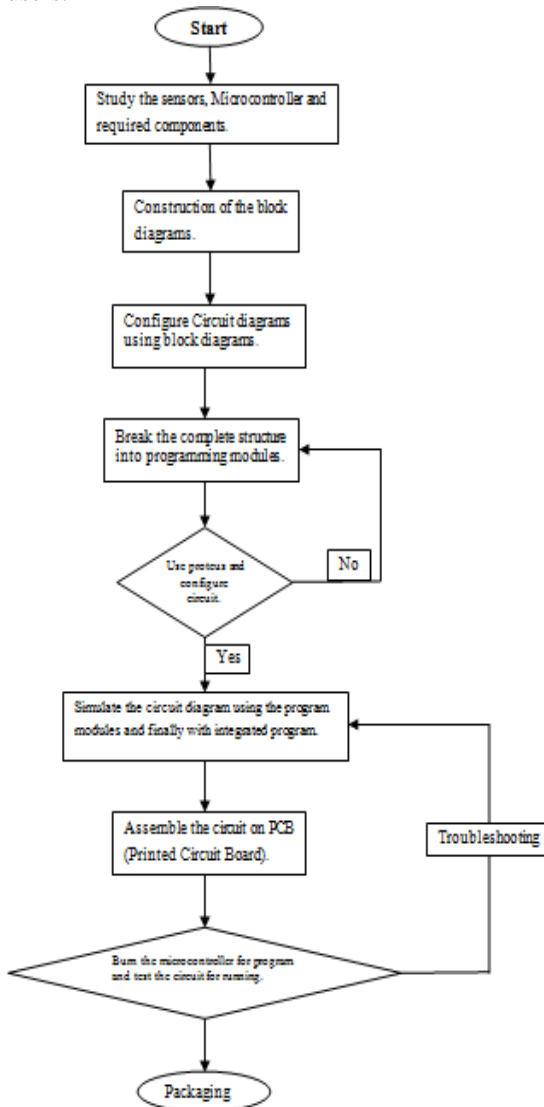 Start
Study the sensors, Microcontroller and
required components.
Construction of the block
diagrams.
Configure Circuit diagrams
using block diagrams.
Break the complete structure
into programming modules.
Use proteus and
configure
circuit.
No
Yes
Simulate the circuit diagram using the program
modules and finally with integrated program.
Assemble the circuit on PCB
(Printed Circuit Board).
Troubleshooting
Burn the microcontroller for program
and test the circuit for running.
Packaging